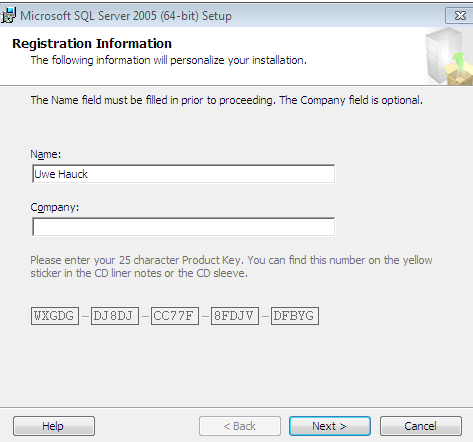 Microsoft SQL Server 2005 (64-bit) Setup
Registration Information
The following information will personalize your installation.
The Name field must be filled in prior to proceeding. The Company field is optional.
Name:
Uwe Hauck
Company:
Please enter your 25 character Product Key. You can find this number on the yellow
sticker in the CD liner notes or the CD sleeve.
WXGDG-DJ8DJ-CC77F-8FDJV-DFBYG
Help < Back Next > Cancel